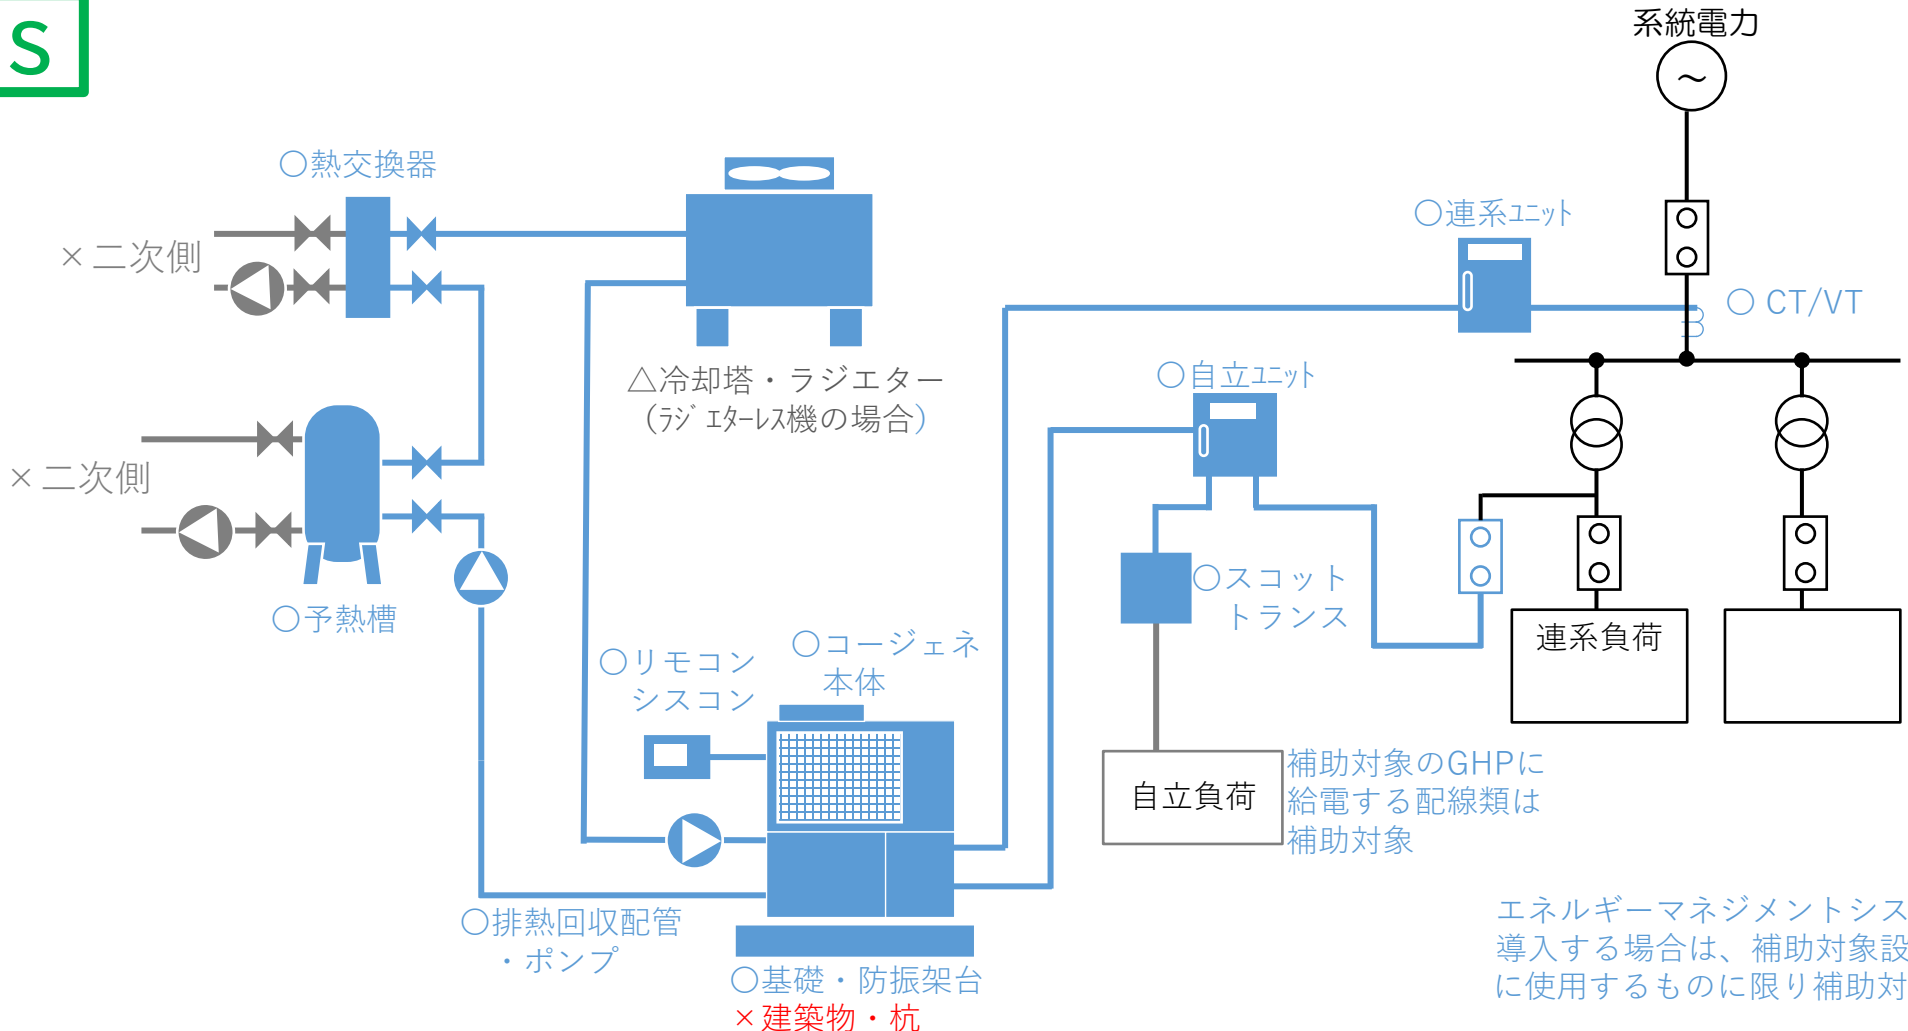 S
系統電力
～
○熱交換器
○連系ﾕﾆｯﾄ
×二次側
○ CT/VT
△冷却塔・ラジエター
(ﾗｼﾞｴﾀｰﾚｽ機の場合)
○自立ﾕﾆｯﾄ
×二次側
○スコット
トランス
○予熱槽
○リモコン
シスコン
○コージェネ
本体
連系負荷
自立負荷
補助対象のGHPに
給電する配線類は
補助対象
○排熱回収配管
・ポンプ
エネルギーマネジメントシス
導入する場合は、補助対象設
に使用するものに限り補助対
○基礎・防振架台
×建築物・杭